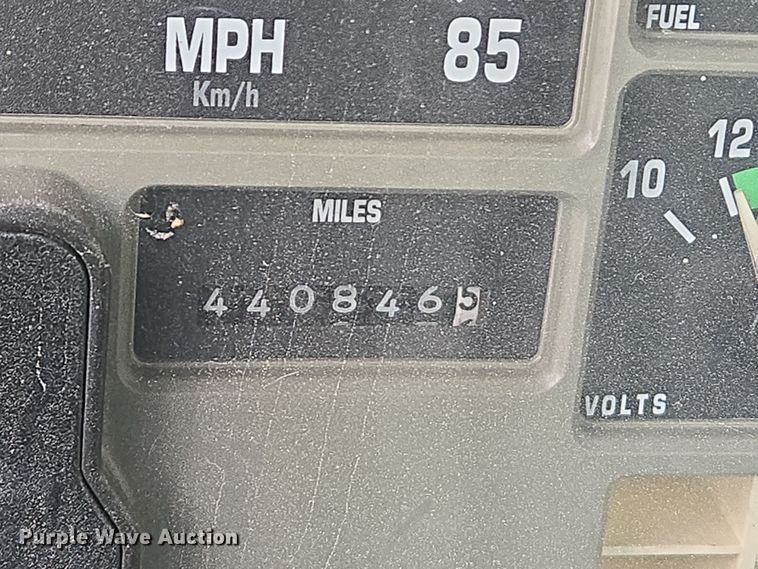 MPH 85
Km/h
FUEL
10 12
MILES
4408465
VOLTS
Purple Wave Auction